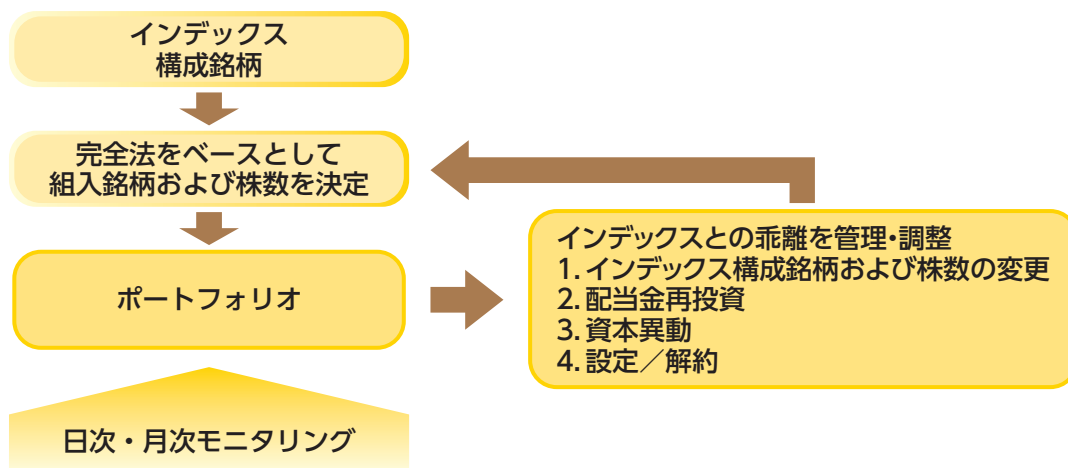 インデックス
構成銘柄
完全法をベースとして
組入銘柄および株数を決定
ポートフォリオ
インデックスとの乖離を管理・調整
1. インデックス構成銘柄および株数の変更
2. 配当金再投資
3. 資本異動
4. 設定／解約
日次・月次モニタリング